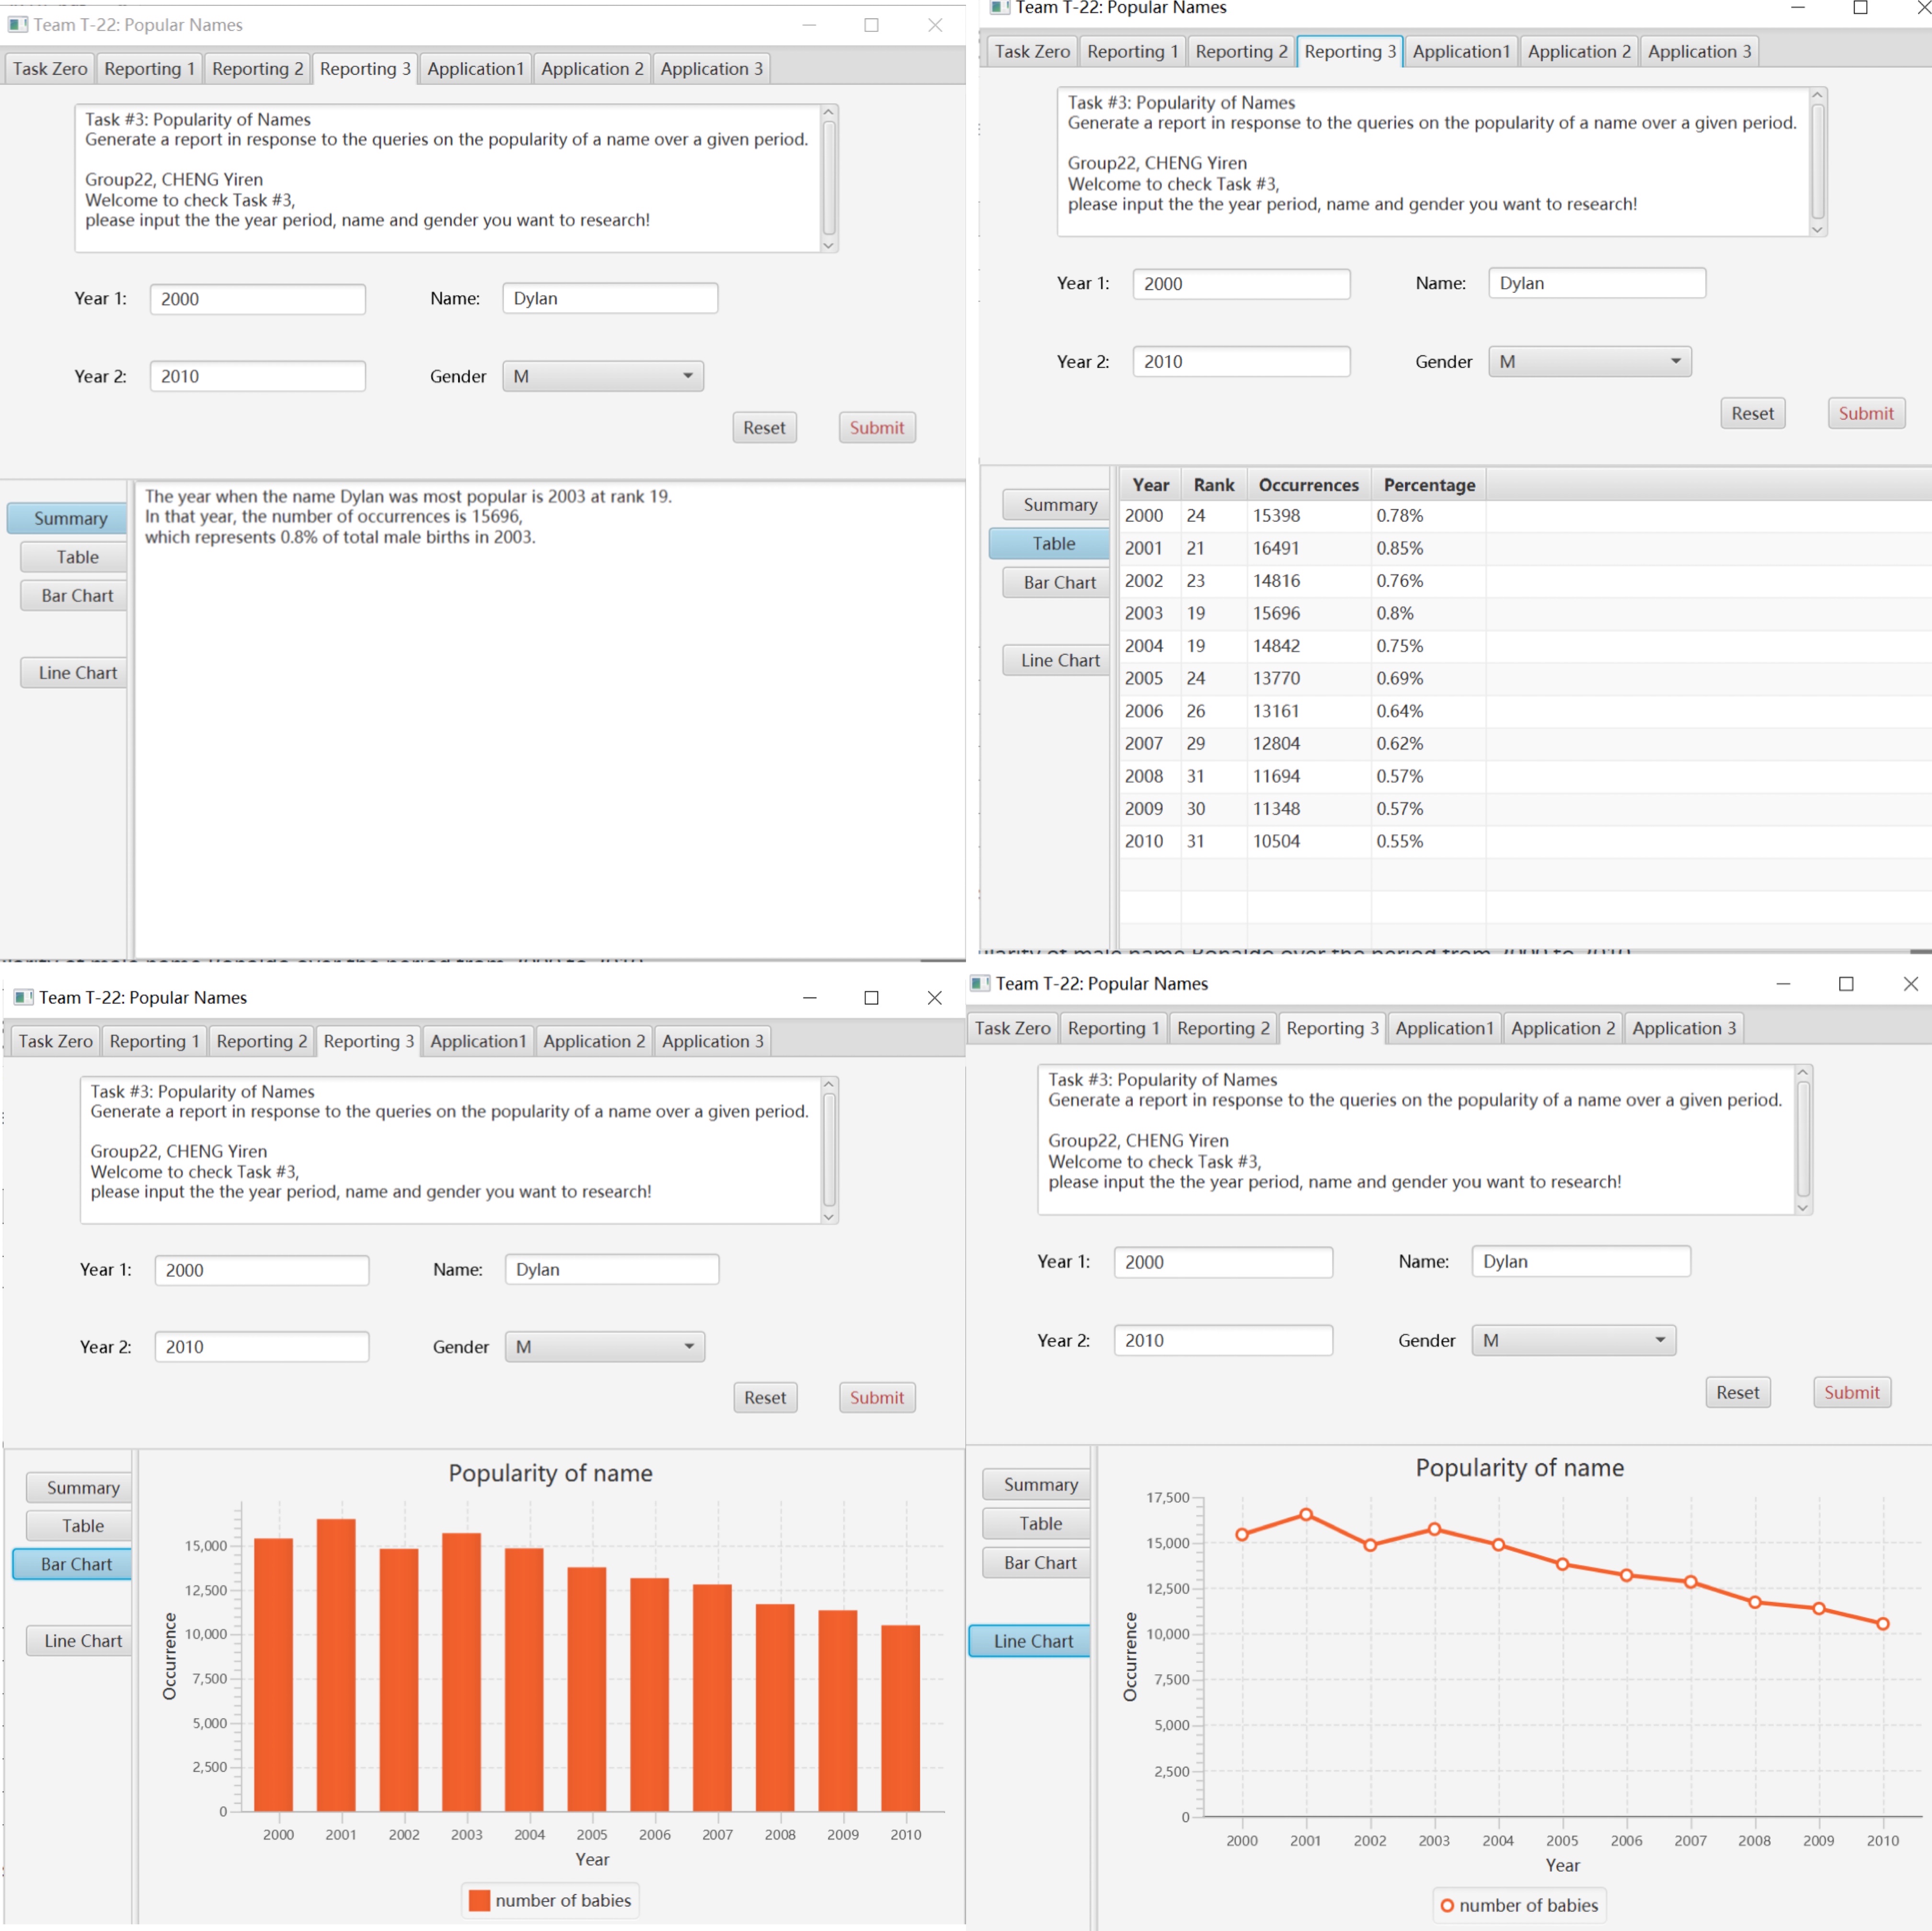 Team T-22: Popular Names
Task Zero Reporting 1 Reporting 2 Reporting 3 Application1 Application 2 Application 3
Task #3: Popularity of Names
Generate a report in response to the queries on the popularity of a name over a given period.
Group22, CHENG Yiren
Welcome to check Task #3,
please input the the year period, name and gender you want to research!
Year 1: 2000 Name: Dylan
Year 2: 2010 Gender M
Reset Submit
Summary
Table
Bar Chart
Line Chart
The year when the name Dylan was most popular is 2003 at rank 19.
In that year, the number of occurrences is 15696,
which represents 0.8% of total male births in 2003.
Team T-22: Popular Names
Task Zero Reporting 1 Reporting 2 Reporting 3 Application1 Application 2 Application 3
Task #3: Popularity of Names
Generate a report in response to the queries on the popularity of a name over a given period.
Group22, CHENG Yiren
Welcome to check Task #3,
please input the the year period, name and gender you want to research!
Year 1: 2000 Name: Dylan
Year 2: 2010 Gender M
Reset Submit
Summary
Table
Bar Chart
Line Chart
Year Rank Occurrences Percentage
2000 24 15398 0.78%
2001 21 16491 0.85%
2002 23 14816 0.76%
2003 19 15696 0.8%
2004 19 14842 0.75%
2005 24 13770 0.69%
2006 26 13161 0.64%
2007 29 12804 0.62%
2008 31 11694 0.57%
2009 30 11348 0.57%
2010 31 10504 0.55%
Team T-22: Popular Names
Task Zero Reporting 1 Reporting 2 Reporting 3 Application1 Application 2 Application 3
Task #3: Popularity of Names
Generate a report in response to the queries on the popularity of a name over a given period.
Group22, CHENG Yiren
Welcome to check Task #3,
please input the the year period, name and gender you want to research!
Year 1: 2000 Name: Dylan
Year 2: 2010 Gender M
Reset Submit
Summary
Table
Bar Chart
Line Chart
Popularity of name
15,000
12,500
10,000
7,500
5,000
2,500
0
Occurrence
2000 2001 2002 2003 2004 2005 2006 2007 2008 2009 2010
Year
number of babies
Team T-22: Popular Names
Task Zero Reporting 1 Reporting 2 Reporting 3 Application1 Application 2 Application 3
Task #3: Popularity of Names
Generate a report in response to the queries on the popularity of a name over a given period.
Group22, CHENG Yiren
Welcome to check Task #3,
please input the the year period, name and gender you want to research!
Year 1: 2000 Name: Dylan
Year 2: 2010 Gender M
Reset Submit
Summary
Table
Bar Chart
Line Chart
Popularity of name
17,500
15,000
12,500
10,000
7,500
5,000
2,500
0
Occurrence
2000 2001 2002 2003 2004 2005 2006 2007 2008 2009 2010
Year
number of babies